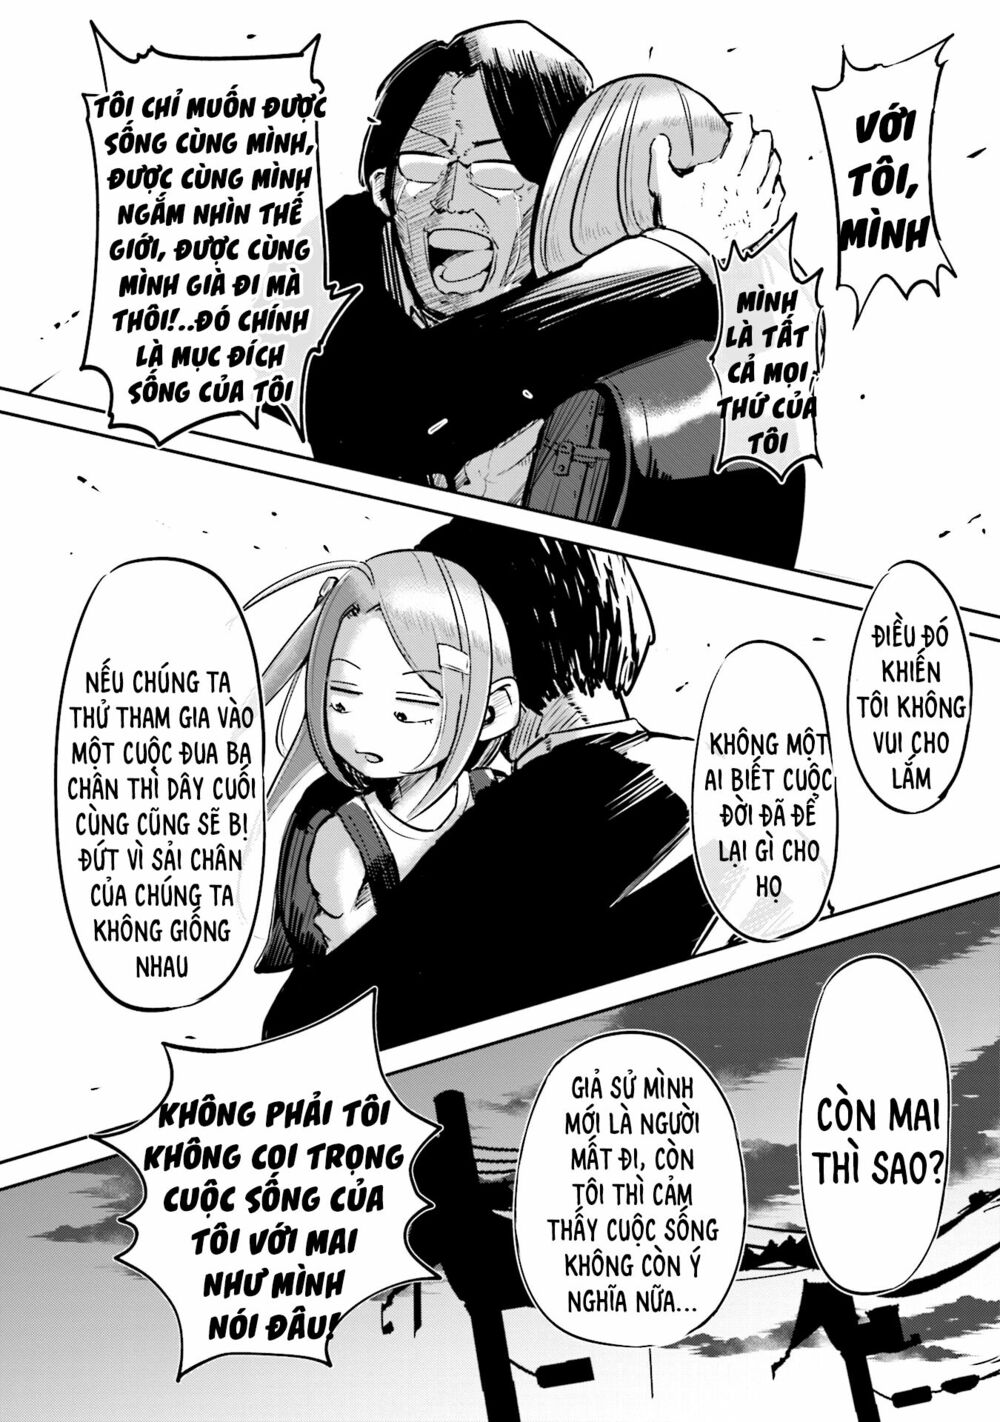 VỚI
TÔI,
MÌNH
MÌNH
LÀ TẤT
CẢ MỌI
THỨ CỦA
TÔI
TÔI CHỈ MUỐN ĐƯỢC
SỐNG CÙNG MÌNH,
ĐƯỢC CÙNG MÌNH
NGẮM NHÌN THẾ
GIỚI, ĐƯỢC CÙNG
MÌNH GIÀ ĐI MÀ
THÔI!..ĐÓ CHÍNH
LÀ MỤC ĐÍCH
SỐNG CỦA TÔI
ĐIỀU ĐÓ
KHIẾN
TÔI KHÔNG
VUI CHO
LẮM
KHÔNG MỘT
AI BIẾT CUỘC
ĐỜI ĐÃ ĐỂ
LẠI GÌ CHO
HỌ
NẾU CHÚNG TA
THỬ THAM GIA VÀO
MỘT CUỘC ĐUA BA
CHÂN THÌ DÂY CUỐI
CÙNG CŨNG SẼ BỊ
ĐỨT VÌ SẢI CHÂN
CỦA CHÚNG TA
KHÔNG GIỐNG
NHAU
CÒN MAI
THÌ SAO?
GIẢ SỬ MÌNH
MỚI LÀ NGƯỜI
MẤT ĐI, CÒN
TÔI THÌ CẢM
THẤY CUỘC SỐNG
KHÔNG CÒN Ý
NGHĨA NỮA...
KHÔNG PHẢI TÔI
KHÔNG COI TRỌNG
CUỘC SỐNG CỦA
TÔI VỚI MAI
NHƯ MÌNH
NÓI ĐÂU!